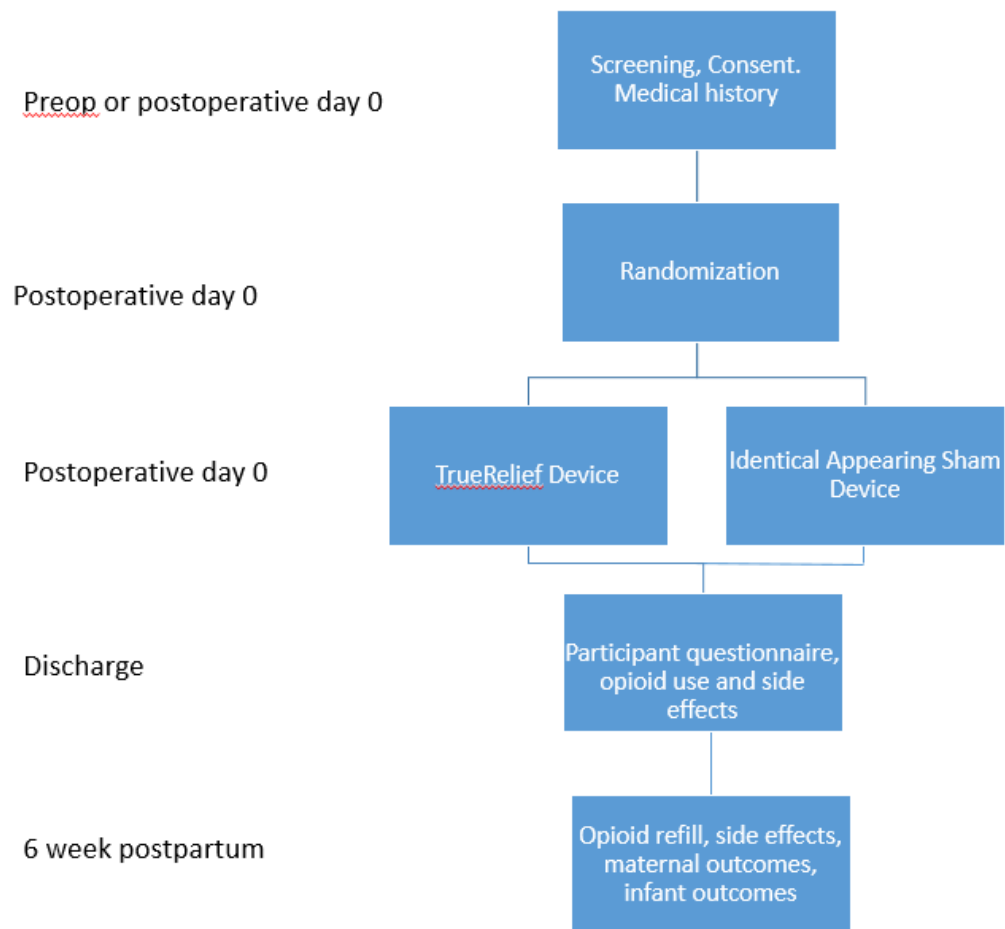 Preop or postoperative day 0
Screening, Consent.
Medical history
Postoperative day 0
Randomization
Postoperative day 0
TrueRelief Device
Identical Appearing Sham
Device
Discharge
Participant questionnaire,
opioid use and side
effects
6 week postpartum
Opioid refill, side effects,
maternal outcomes,
infant outcomes